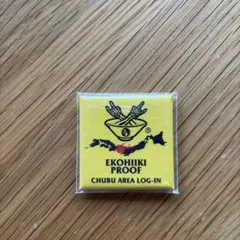 ®
EKOHIIKI
PROOF
CHUBU AREA LOG-IN